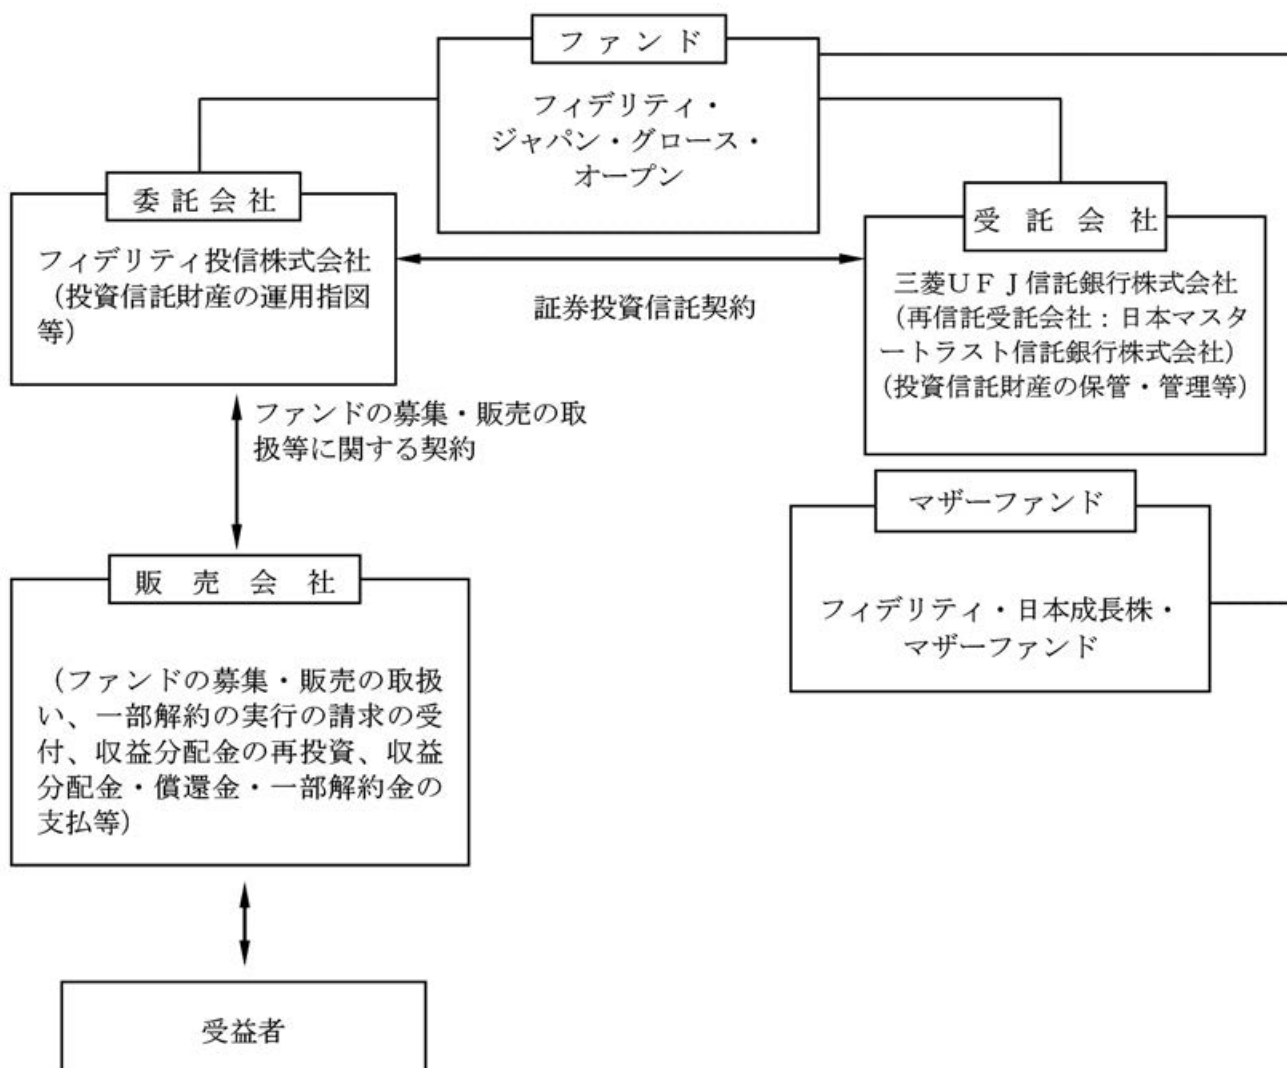 ファンド
フィデリティ・
ジャパン・グロース・
オープン
委託会社
フィデリティ投信株式会社
（投資信託財産の運用指図
等）
証券投資信託契約
受託会社
三菱ＵＦＪ信託銀行株式会社
（再信託受託会社：日本マスタ
ートラスト信託銀行株式会社）
（投資信託財産の保管・管理等）
ファンドの募集・販売の取
扱等に関する契約
マザーファンド
フィデリティ・日本成長株・
マザーファンド
販売会社
（ファンドの募集・販売の取扱
い、一部解約の実行の請求の受
付、収益分配金の再投資、収益
分配金・償還金・一部解約金の
支払等）
受益者